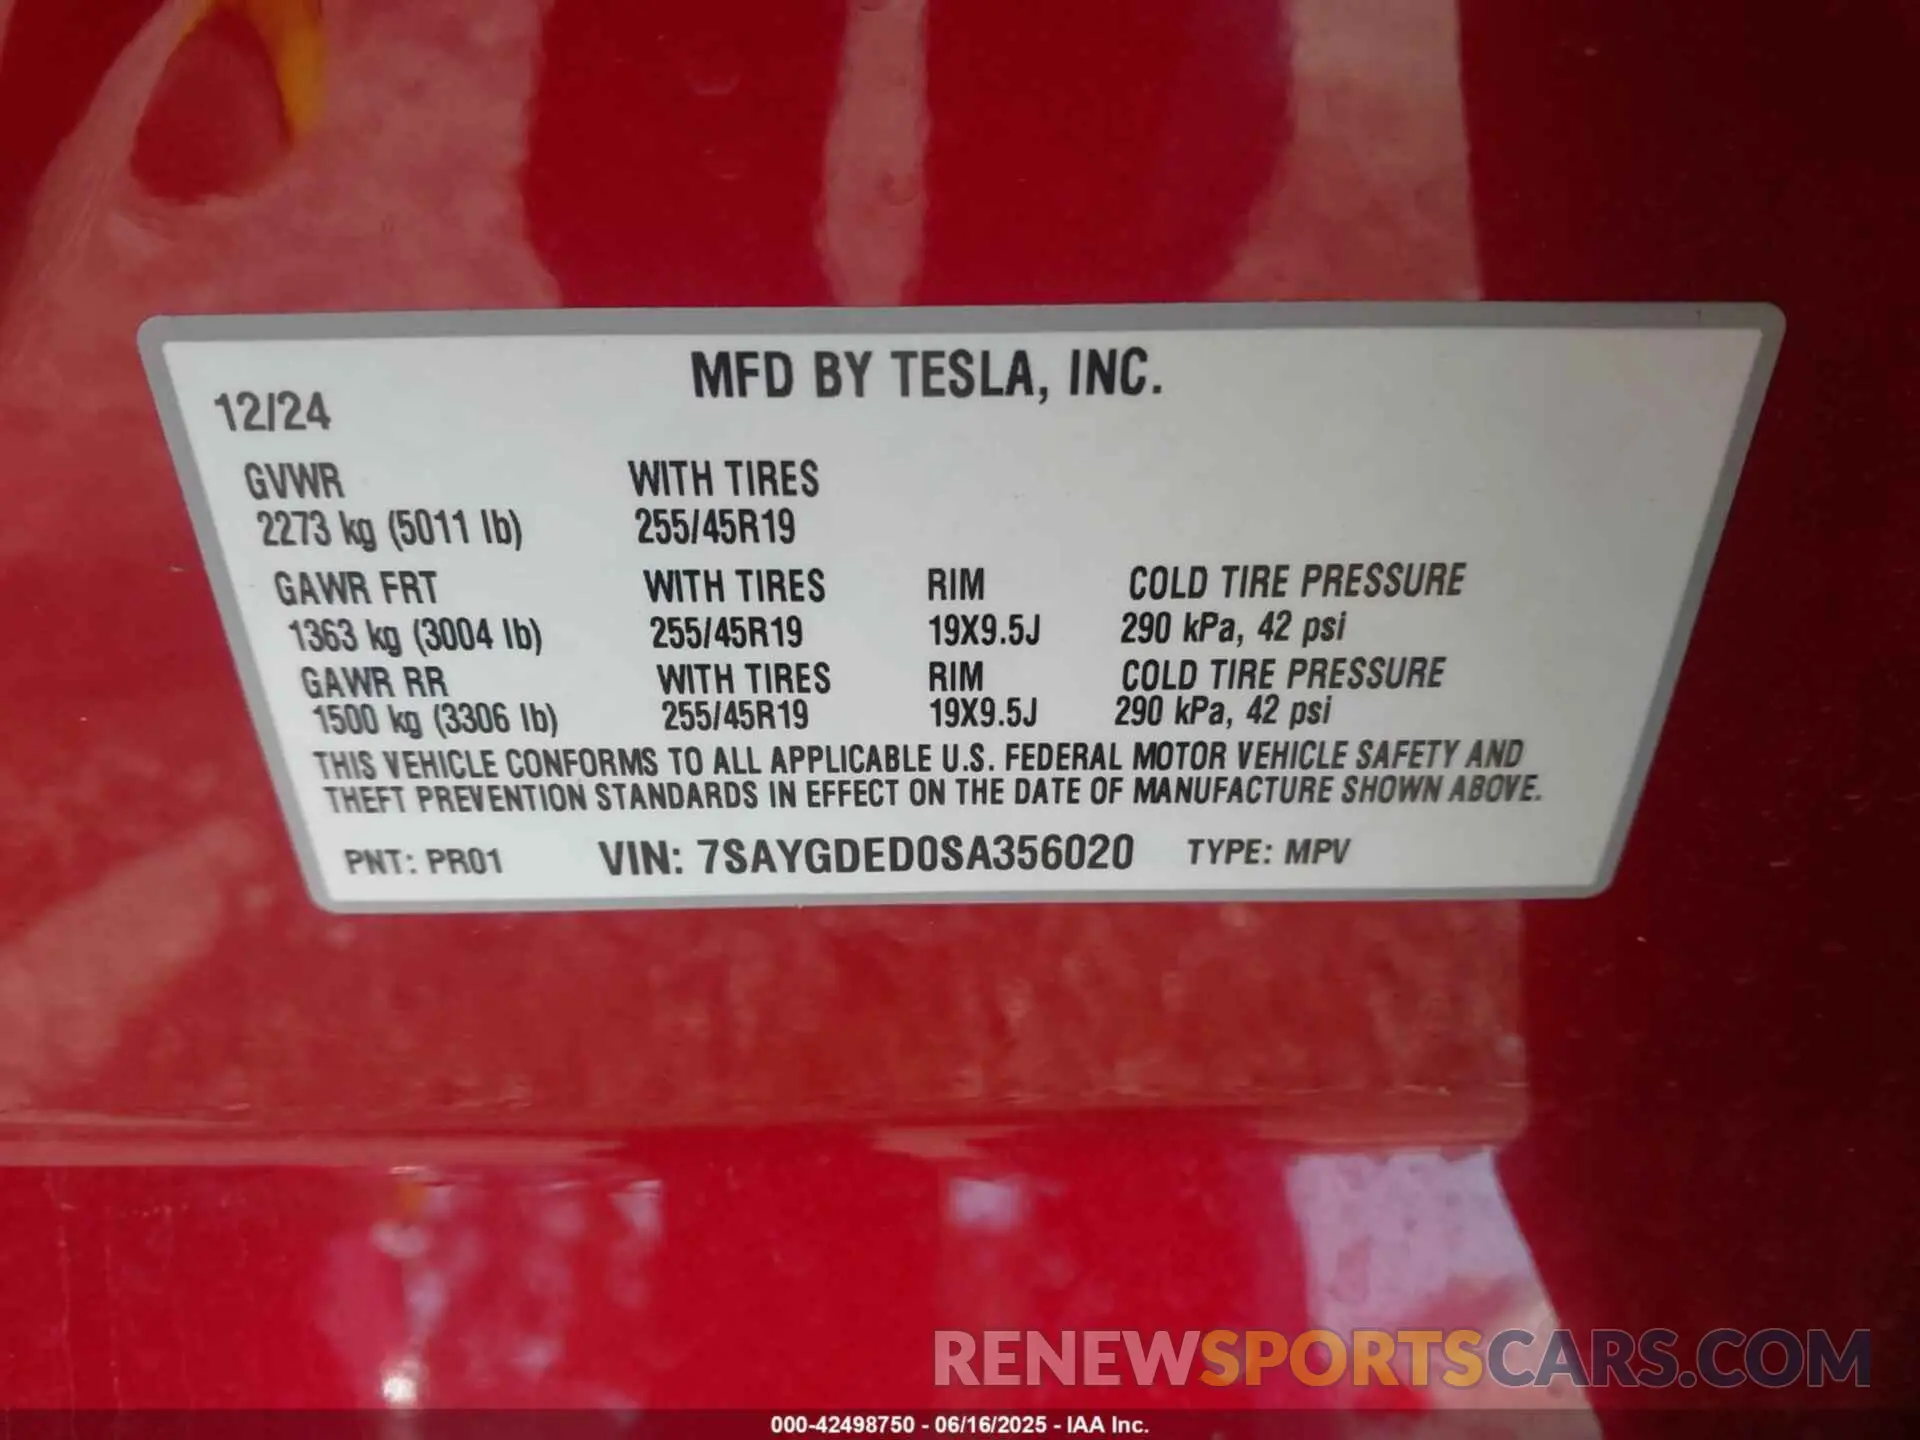 MFD BY TESLA, INC.
12/24
GVWR WITH TIRES
2273 kg (5011 lb) 255/45R19
GAWR FRT WITH TIRES RIM COLD TIRE PRESSURE
1363 kg (3004 lb) 255/45R19 19X9.5J 290 kPa, 42 psi
GAWR RR WITH TIRES RIM COLD TIRE PRESSURE
1500 kg (3306 lb) 255/45R19 19X9.5J 290 kPa, 42 psi
THIS VEHICLE CONFORMS TO ALL APPLICABLE U.S. FEDERAL MOTOR VEHICLE SAFETY AND
THEFT PREVENTION STANDARDS IN EFFECT ON THE DATE OF MANUFACTURE SHOWN ABOVE.
PNT: PR01 VIN: 7SAYGDED0SA356020 TYPE: MPV
RENEWSPORTSCARS.COM
000-42498750 - 06/16/2025 - IAA Inc.